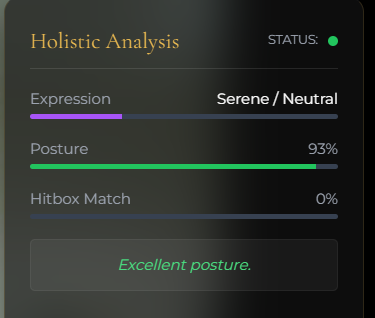 Holistic Analysis
STATUS:
Expression Serene / Neutral
Posture 93%
Hitbox Match 0%
Excellent posture.